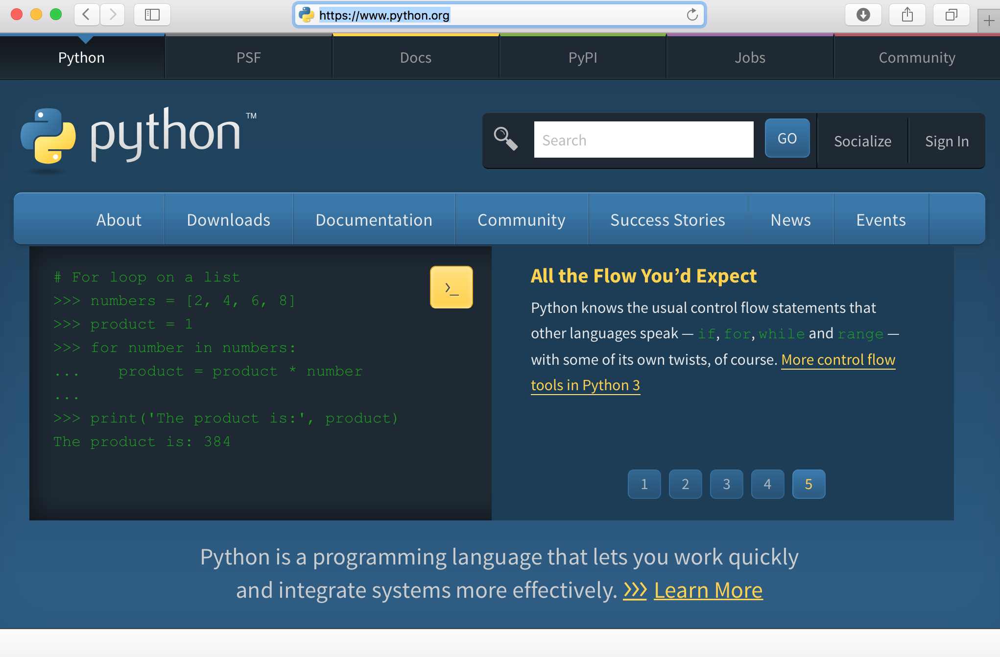 https://www.python.org
Python PSF Docs PyPI Jobs Community
python™
Search GO Socialize Sign In
About Downloads Documentation Community Success Stories News Events
# For loop on a list
>>> numbers = [2, 4, 6, 8]
>>> product = 1
>>> for number in numbers:
...    product = product * number
...
>>> print('The product is:', product)
The product is: 384
>_
All the Flow You’d Expect
Python knows the usual control flow statements that
other languages speak — if, for, while and range —
with some of its own twists, of course. More control flow
tools in Python 3
1 2 3 4 5
Python is a programming language that lets you work quickly
and integrate systems more effectively. >>> Learn More